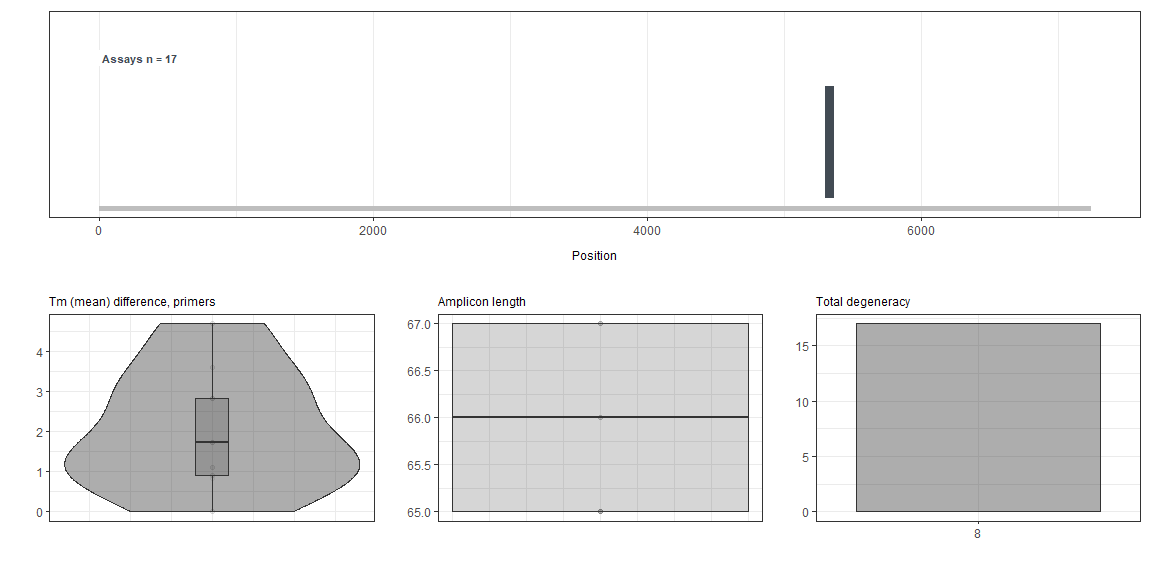 Assays n = 17
0 2000 4000 6000
Position
Tm (mean) difference, primers
4
3
2
1
0
Amplicon length
67.0
66.5
66.0
65.5
65.0
Total degeneracy
15
10
5
0
8